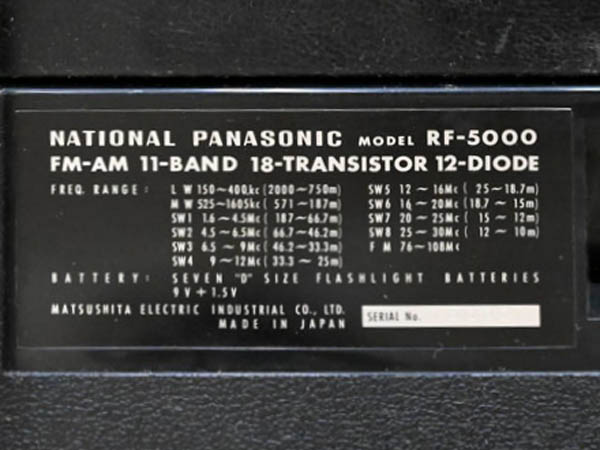 NATIONAL PANASONIC MODEL RF-5000
FM-AM 11-BAND 18-TRANSISTOR 12-DIODE
FREQ. RANGE: LW 150~400kc (2000~750m) SW5 12~16Mc (25~18.7m)
MW 525~1605kc (571~187m) SW6 16~20Mc (18.7~15m)
SW1 1.6~4.5Mc (187~66.7m) SW7 20~25Mc (15~12m)
SW2 4.5~6.5Mc (66.7~46.2m) SW8 25~30Mc (12~10m)
SW3 6.5~9Mc (46.2~33.3m) FM 76~108Mc
SW4 9~12Mc (33.3~25m)
BATTERY: SEVEN "D" SIZE FLASHLIGHT BATTERIES
9V+1.5V
MATSUSHITA ELECTRIC INDUSTRIAL CO., LTD.
MADE IN JAPAN
SERIAL No.